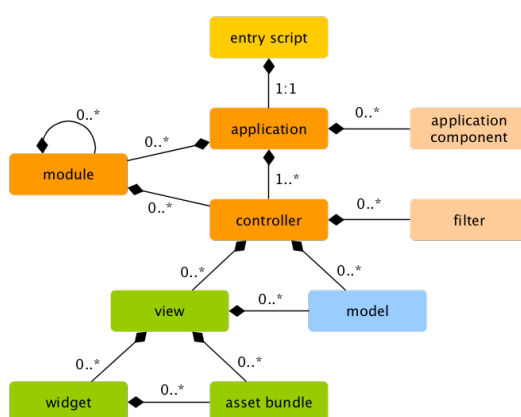 entry script
1:1
0..*
0..*
0..*
application
application
component
module
0..*
1..*
controller
0..*
filter
0..*
0..*
view
0..*
model
0..*
0..*
widget
0..*
asset bundle